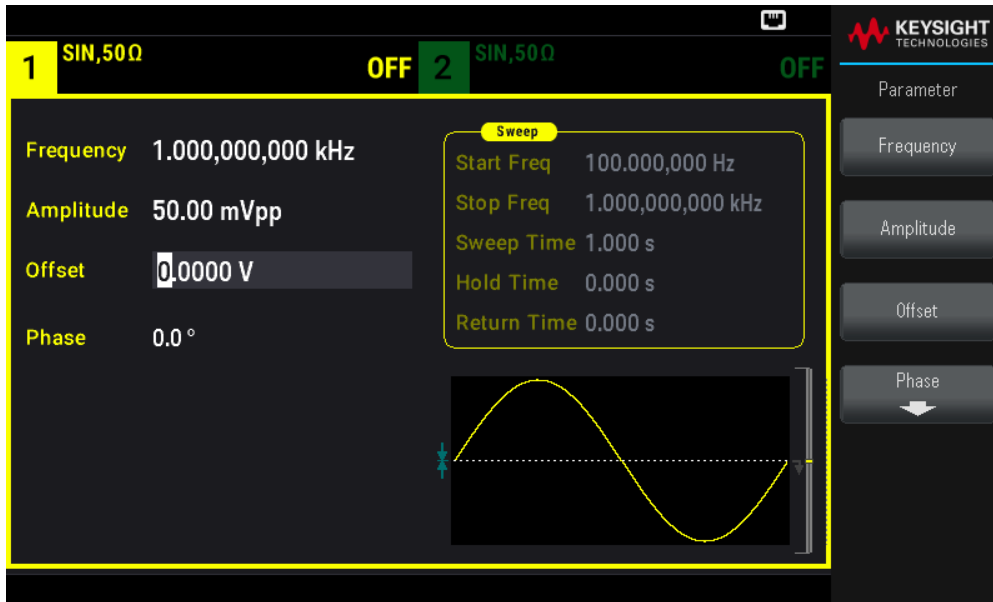 KEYSIGHT
TECHNOLOGIES
1 SIN,50Ω OFF
2 SIN,50Ω OFF
Frequency 1.000,000,000 kHz
Amplitude 50.00 mVpp
Offset 0.0000 V
Phase 0.0 °
Sweep
Start Freq 100.000,000 Hz
Stop Freq 1.000,000,000 kHz
Sweep Time 1.000 s
Hold Time 0.000 s
Return Time 0.000 s
Parameter
Frequency
Amplitude
Offset
Phase